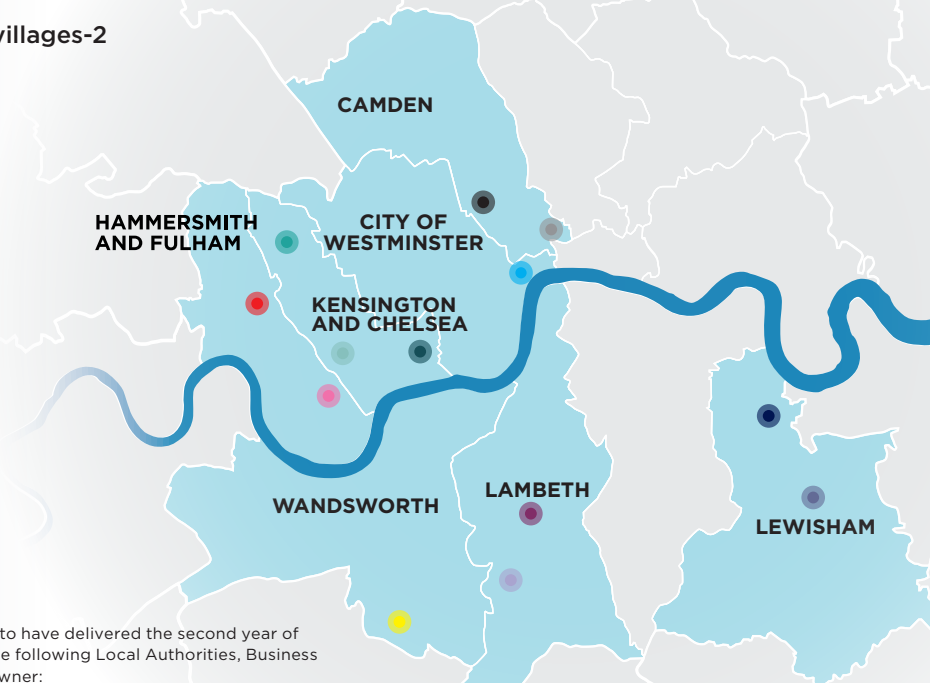 villages-2
CAMDEN
HAMMERSMITH
AND FULHAM
CITY OF
WESTMINSTER
KENSINGTON
AND CHELSEA
WANDSWORTH
LAMBETH
LEWISHAM
to have delivered the second year of
e following Local Authorities, Business
wner: